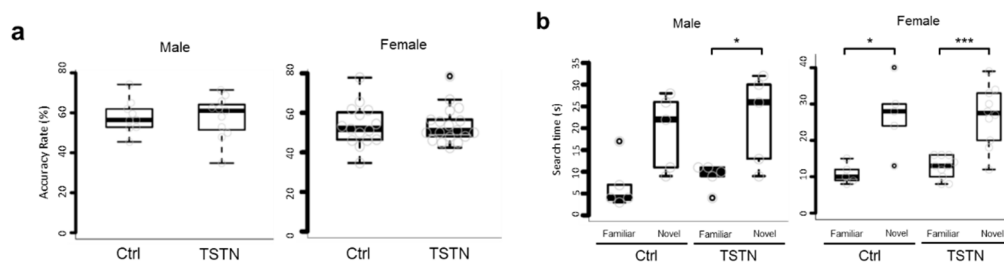 a
Male
Female
Accuracy Rate (%)
0 20 40 60 80
0 20 40 60 80
Ctrl TSTN
Ctrl TSTN
b
Male
Female
*
*
***
Search time (s)
0 5 10 15 20 25 30 35
0 10 20 30 40
Familiar Novel Familiar Novel
Ctrl TSTN
Familiar Novel Familiar Novel
Ctrl TSTN